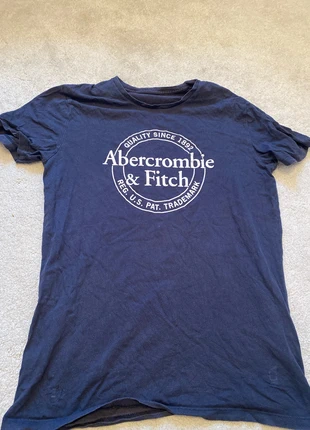 QUALITY SINCE 1892
Abercrombie
& Fitch
REG. U.S. PAT. TRADEMARK